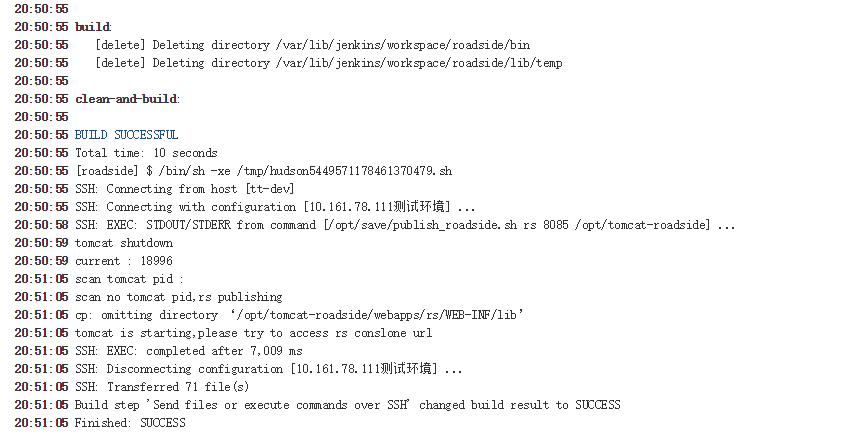 20:50:55
20:50:55 build:
20:50:55 [delete] Deleting directory /var/lib/jenkins/workspace/roadside/bin
20:50:55 [delete] Deleting directory /var/lib/jenkins/workspace/roadside/lib/temp
20:50:55
20:50:55 clean-and-build:
20:50:55
20:50:55 BUILD SUCCESSFUL
20:50:55 Total time: 10 seconds
20:50:55 [roadside] $ /bin/sh -xe /tmp/hudson5449571178461370479.sh
20:50:55 SSH: Connecting from host [tt-dev]
20:50:55 SSH: Connecting with configuration [10.161.78.111测试环境] ...
20:50:58 SSH: EXEC: STDOUT/STDERR from command [/opt/save/publish_roadside.sh rs 8085 /opt/tomcat-roadside] ...
20:50:59 tomcat shutdown
20:50:59 current : 18996
20:51:05 scan tomcat pid :
20:51:05 scan no tomcat pid,rs publishing
20:51:05 cp: omitting directory ‘/opt/tomcat-roadside/webapps/rs/WEB-INF/lib’
20:51:05 tomcat is starting,please try to access rs conslone url
20:51:05 SSH: EXEC: completed after 7,009 ms
20:51:05 SSH: Disconnecting configuration [10.161.78.111测试环境] ...
20:51:05 SSH: Transferred 71 file(s)
20:51:05 Build step 'Send files or execute commands over SSH' changed build result to SUCCESS
20:51:05 Finished: SUCCESS